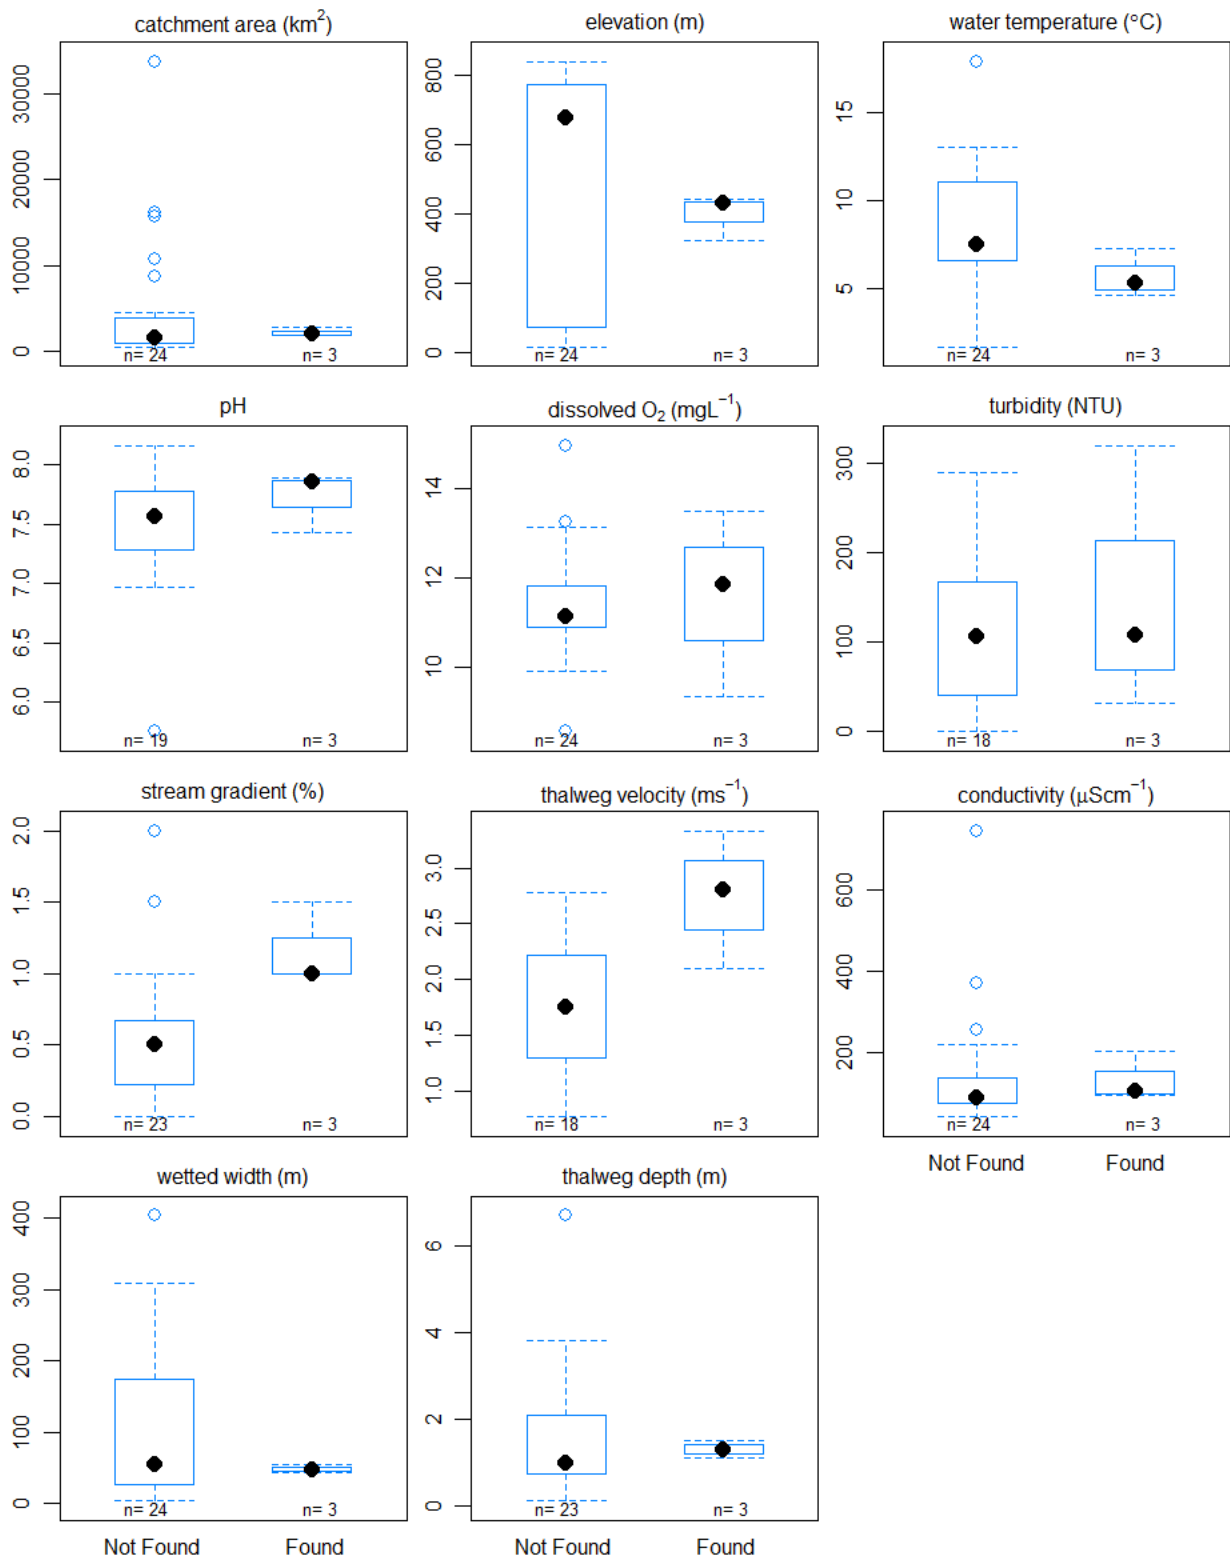 catchment area (km²)
elevation (m)
water temperature (°C)
30000
20000
10000
0
n= 24
n= 3
800
600
400
200
0
n= 24
n= 3
15
10
5
n= 24
n= 3
pH
dissolved O₂ (mgL⁻¹)
turbidity (NTU)
8.0
7.5
7.0
6.5
6.0
n= 19
n= 3
14
12
10
n= 24
n= 3
300
200
100
0
n= 18
n= 3
stream gradient (%)
thalweg velocity (ms⁻¹)
conductivity (μScm⁻¹)
2.0
1.5
1.0
0.5
0.0
n= 23
n= 3
3.0
2.5
2.0
1.5
1.0
n= 18
n= 3
600
400
200
n= 24
n= 3
Not Found
Found
wetted width (m)
thalweg depth (m)
400
300
200
100
0
n= 24
n= 3
6
4
2
0
n= 23
n= 3
Not Found
Found
Not Found
Found